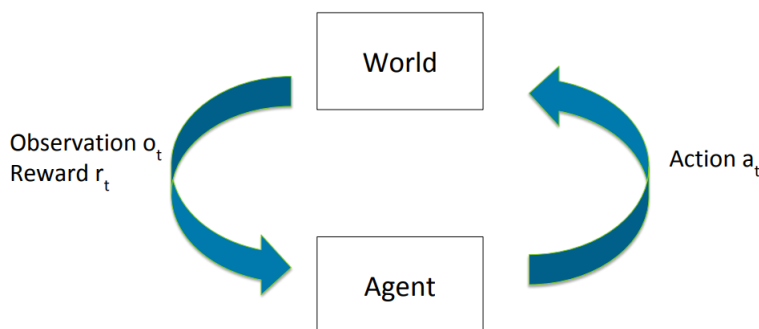 World
Observation o_t
Reward r_t
Action a_t
Agent